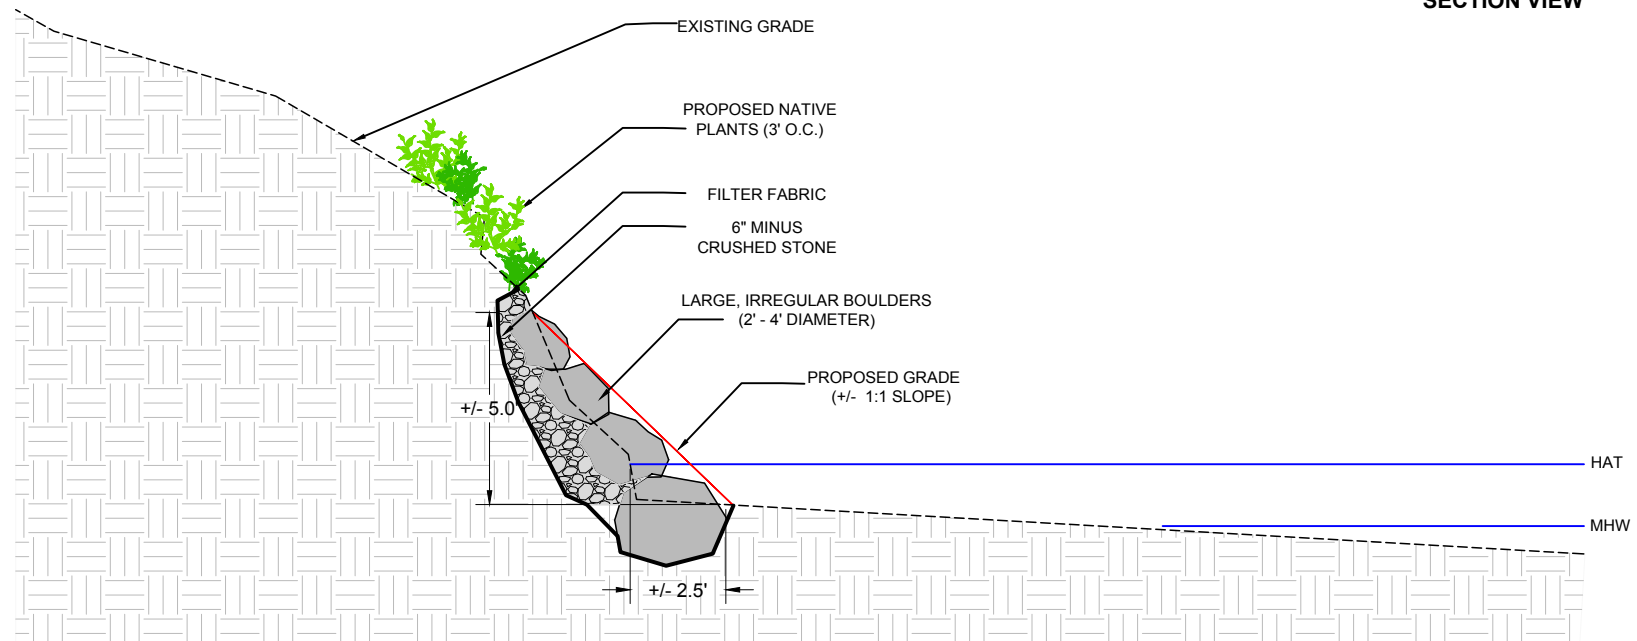 SECTION VIEW
EXISTING GRADE
PROPOSED NATIVE
PLANTS (3' O.C.)
FILTER FABRIC
6" MINUS
CRUSHED STONE
LARGE, IRREGULAR BOULDERS
(2' - 4' DIAMETER)
PROPOSED GRADE
(+/- 1:1 SLOPE)
+/- 5.0'
HAT
MHW
+/- 2.5'